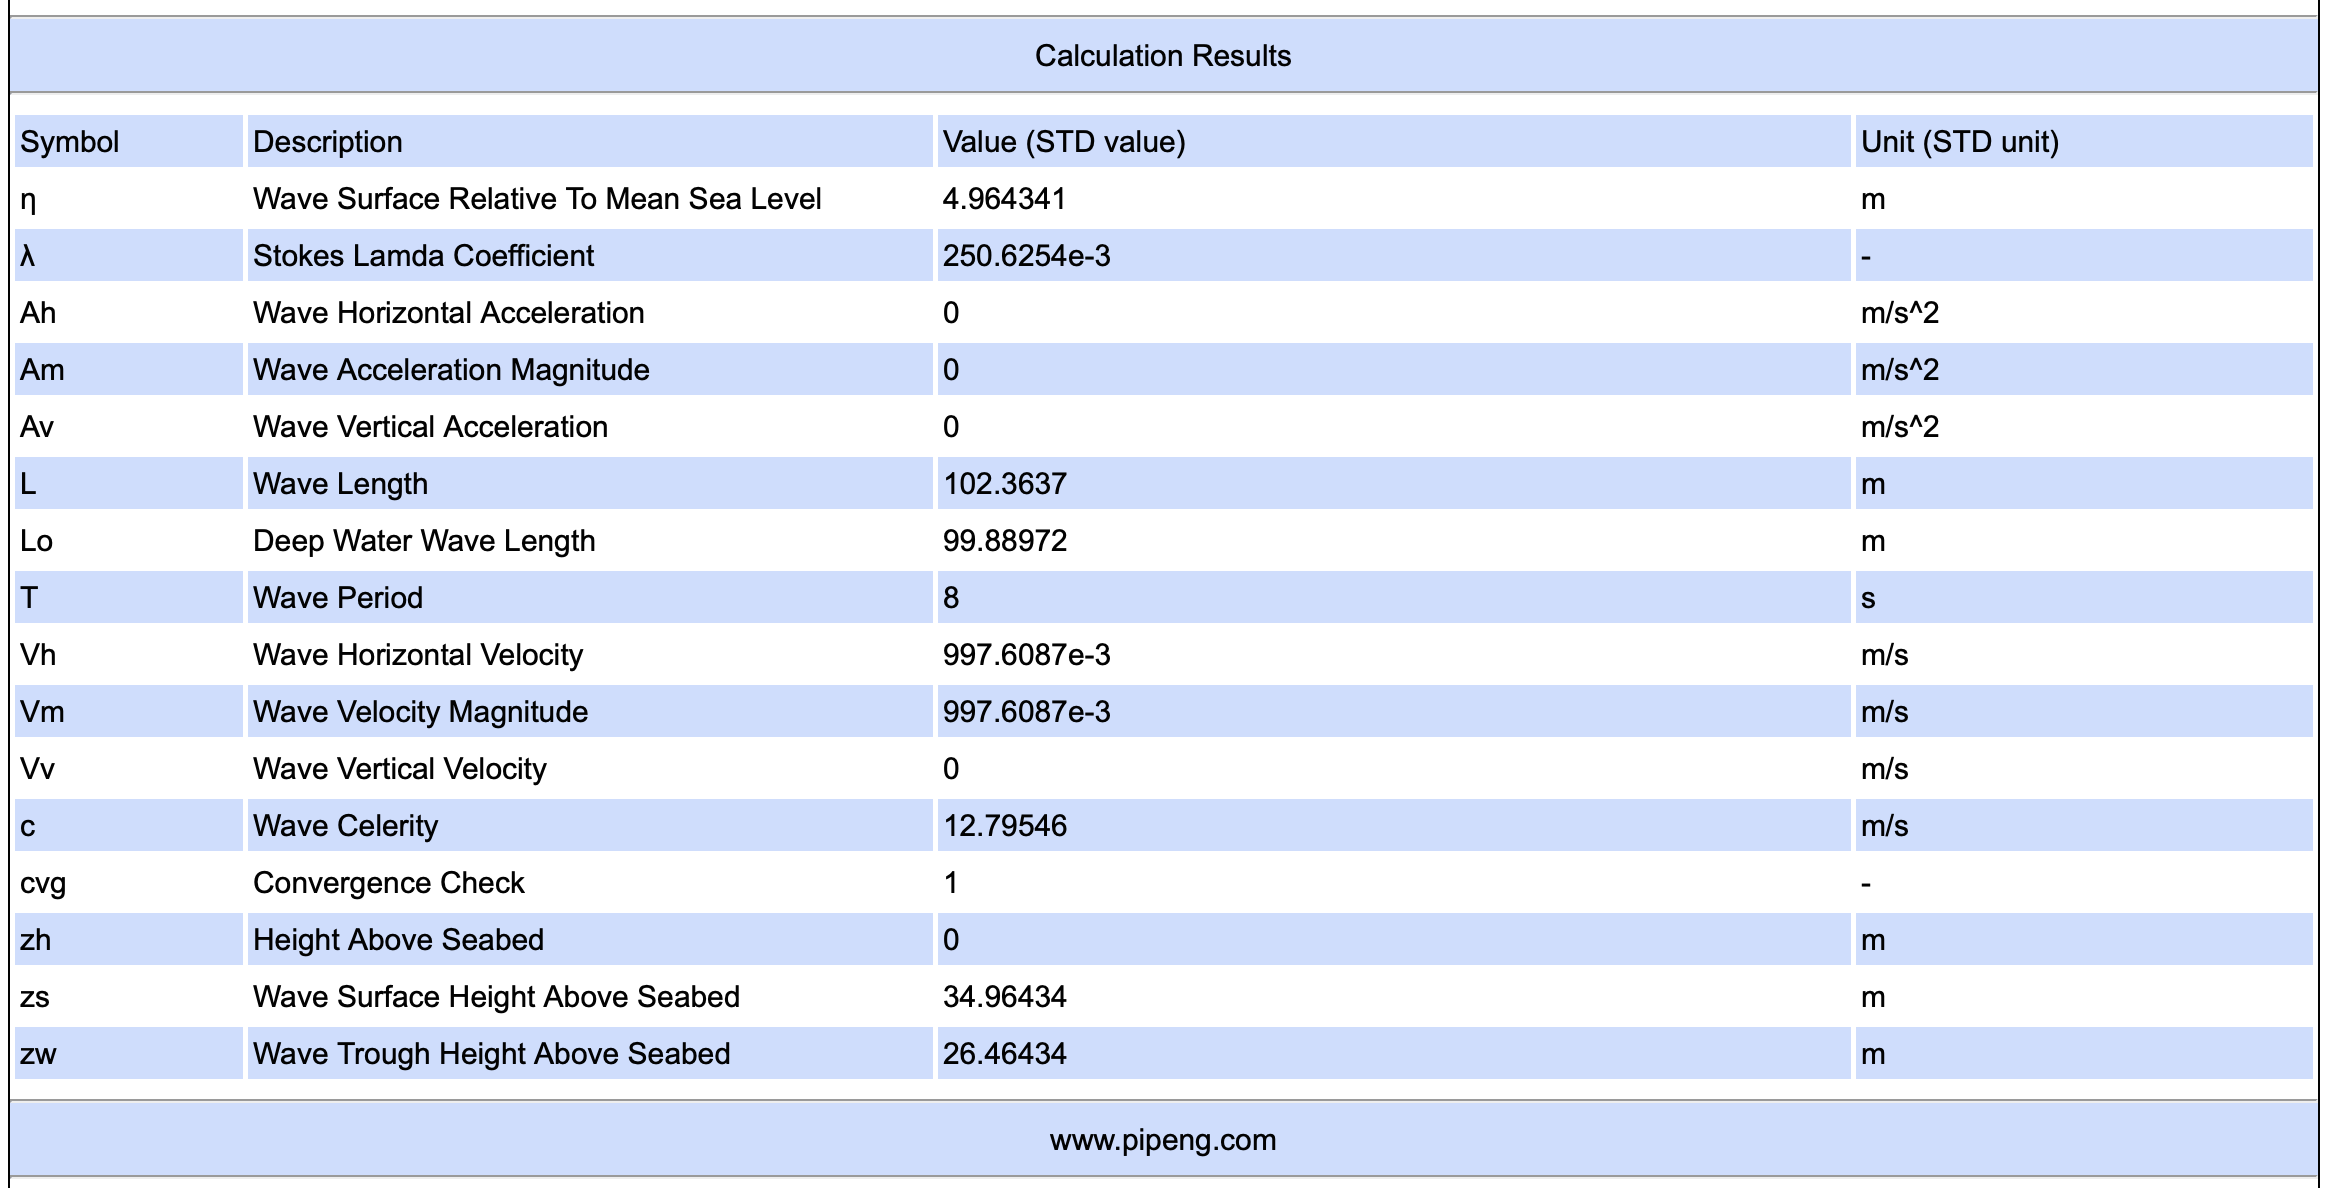 Calculation Results
Symbol Description Value (STD value) Unit (STD unit)
η Wave Surface Relative To Mean Sea Level 4.964341 m
λ Stokes Lamda Coefficient 250.6254e-3 -
Ah Wave Horizontal Acceleration 0 m/s^2
Am Wave Acceleration Magnitude 0 m/s^2
Av Wave Vertical Acceleration 0 m/s^2
L Wave Length 102.3637 m
Lo Deep Water Wave Length 99.88972 m
T Wave Period 8 s
Vh Wave Horizontal Velocity 997.6087e-3 m/s
Vm Wave Velocity Magnitude 997.6087e-3 m/s
Vv Wave Vertical Velocity 0 m/s
c Wave Celerity 12.79546 m/s
cvg Convergence Check 1 -
zh Height Above Seabed 0 m
zs Wave Surface Height Above Seabed 34.96434 m
zw Wave Trough Height Above Seabed 26.46434 m
www.pipeng.com